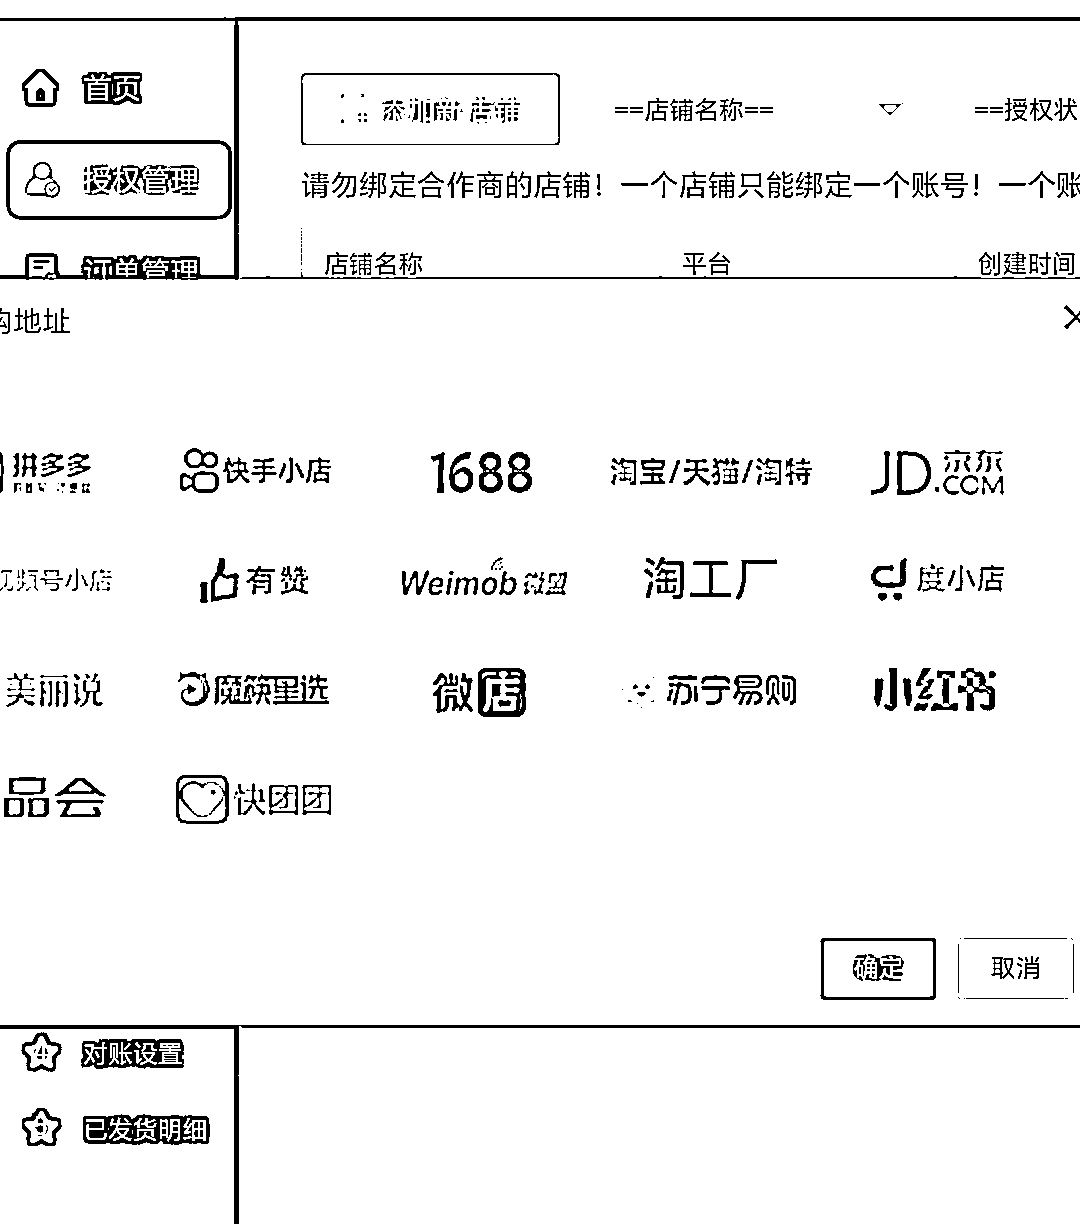 首页
添加新店铺
==店铺名称==
==授权状
授权管理
请勿绑定合作商的店铺！一个店铺只能绑定一个账号！一个账
订单管理
店铺名称
平台
创建时间
购地址
拼多多
快手小店
1688
淘宝/天猫/淘特
JD.COM 京东
视频号小店
有赞
Weimob 微盟
淘工厂
度小店
美丽说
魔筷星选
微店
苏宁易购
小红书
品会
快团团
确定
取消
对账设置
已发货明细